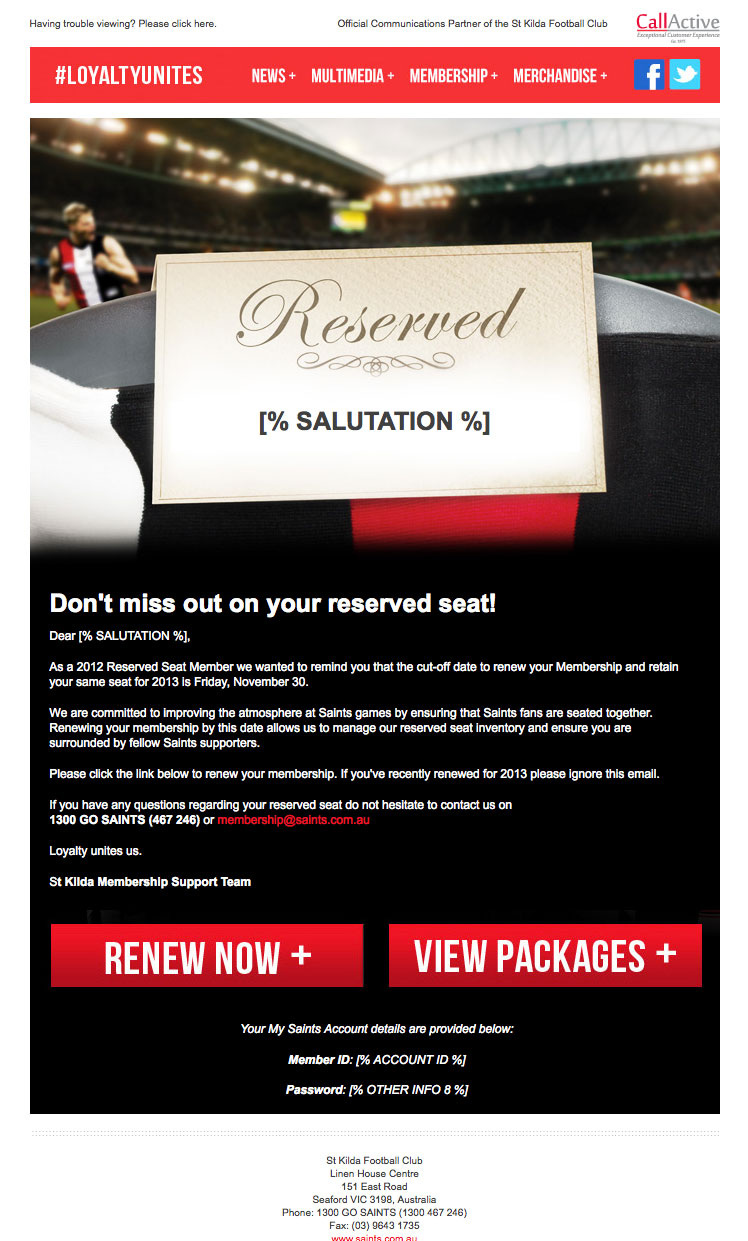 Having trouble viewing? Please click here.
Official Communications Partner of the St Kilda Football Club
CallActive
Exceptional Customer Experience
#LOYALTYUNITES
NEWS + MULTIMEDIA + MEMBERSHIP + MERCHANDISE +
Reserved
[% SALUTATION %]
Don't miss out on your reserved seat!
Dear [% SALUTATION %],
As a 2012 Reserved Seat Member we wanted to remind you that the cut-off date to renew your Membership and retain
your same seat for 2013 is Friday, November 30.
We are committed to improving the atmosphere at Saints games by ensuring that Saints fans are seated together.
Renewing your membership by this date allows us to manage our reserved seat inventory and ensure you are
surrounded by fellow Saints supporters.
Please click the link below to renew your membership. If you've recently renewed for 2013 please ignore this email.
If you have any questions regarding your reserved seat do not hesitate to contact us on
1300 GO SAINTS (467 246) or membership@saints.com.au
Loyalty unites us.
St Kilda Membership Support Team
RENEW NOW +
VIEW PACKAGES +
Your My Saints Account details are provided below:
Member ID: [% ACCOUNT ID %]
Password: [% OTHER INFO 8 %]
St Kilda Football Club
Linen House Centre
151 East Road
Seaford VIC 3198, Australia
Phone: 1300 GO SAINTS (1300 467 246)
Fax: (03) 9643 1735
www.saints.com.au